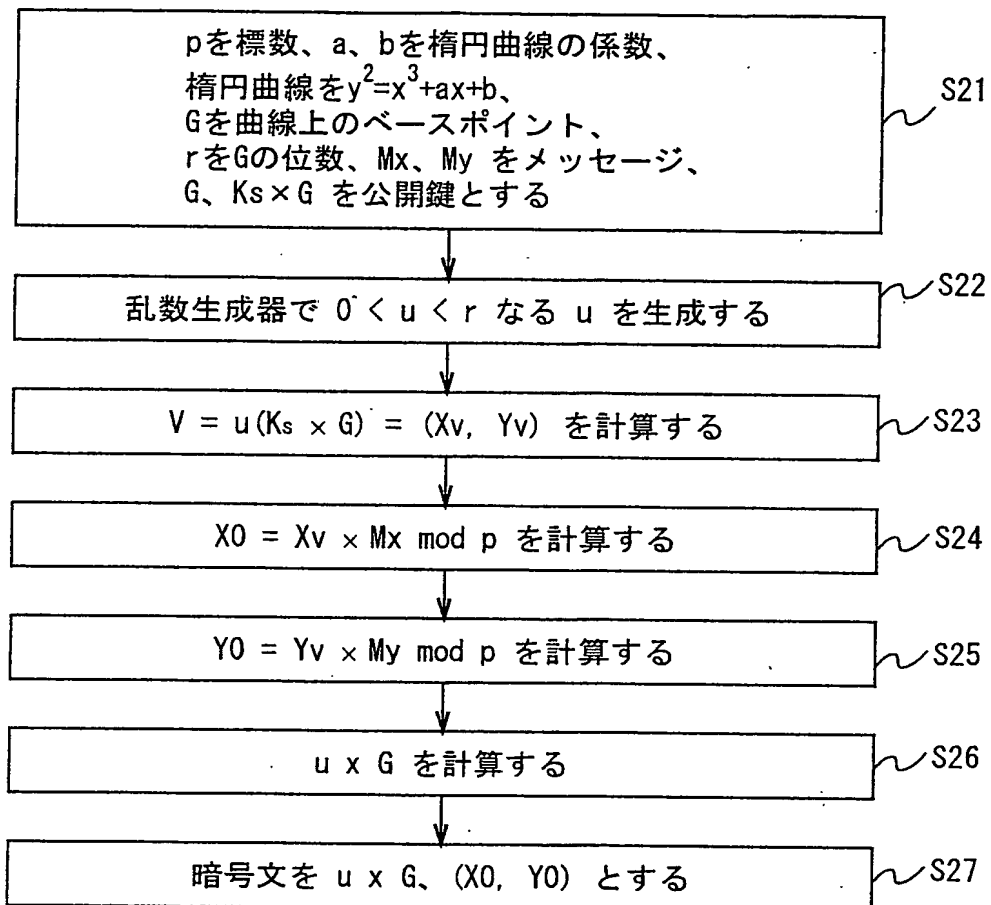 pを標数、a、bを楕円曲線の係数、
楕円曲線をy²=x³+ax+b、
Gを曲線上のベースポイント、
rをGの位数、Mx、My をメッセージ、
G、Ks×G を公開鍵とする
S21
乱数生成器で 0 < u < r なる u を生成する
S22
V = u(Ks × G) = (Xv, Yv) を計算する
S23
X0 = Xv × Mx mod p を計算する
S24
Y0 = Yv × My mod p を計算する
S25
u x G を計算する
S26
暗号文を u x G、(X0, Y0) とする
S27